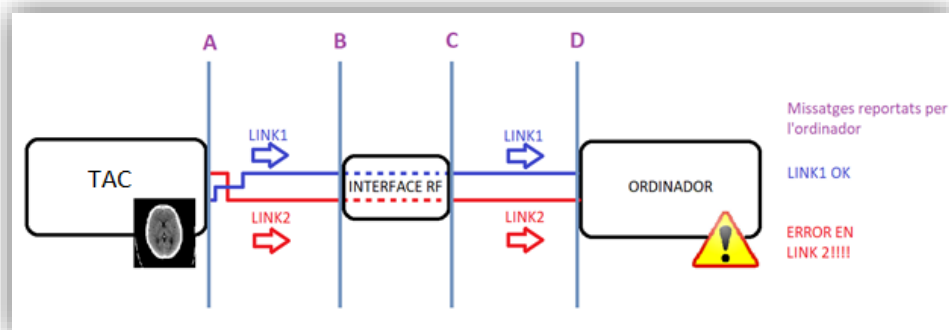 A
B
C
D
Missatges reportats per
l'ordinador
LINK1
LINK1
LINK1 OK
TAC
INTERFACE RF
ORDINADOR
LINK2
LINK2
ERROR EN
LINK 2!!!!